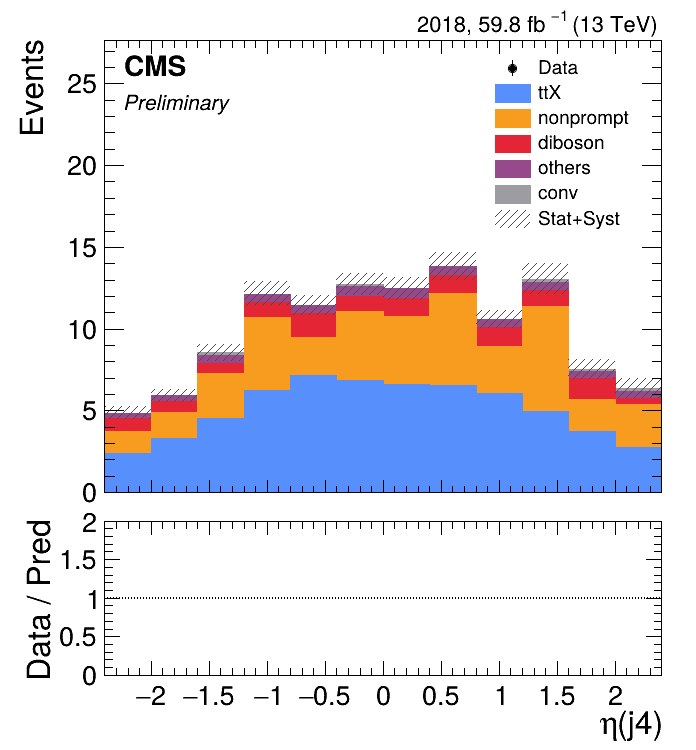 2018, 59.8 fb⁻¹ (13 TeV)
CMS
Preliminary
Data
ttX
nonprompt
diboson
others
conv
Stat+Syst
Events
25
20
15
10
5
0
Data / Pred
2
1.5
1
0.5
0
−2 −1.5 −1 −0.5 0 0.5 1 1.5 2
η(j4)